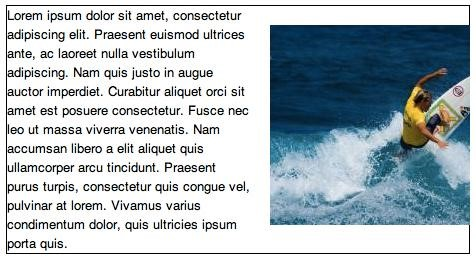 Lorem ipsum dolor sit amet, consectetur
adipiscing elit. Praesent euismod ultrices
ante, ac laoreet nulla vestibulum
adipiscing. Nam quis justo in augue
auctor imperdiet. Curabitur aliquet orci sit
amet est posuere consectetur. Fusce nec
leo ut massa viverra venenatis. Nam
accumsan libero a elit aliquet quis
ullamcorper arcu tincidunt. Praesent
purus turpis, consectetur quis congue vel,
pulvinar at lorem. Vivamus varius
condimentum dolor, quis ultricies ipsum
porta quis.